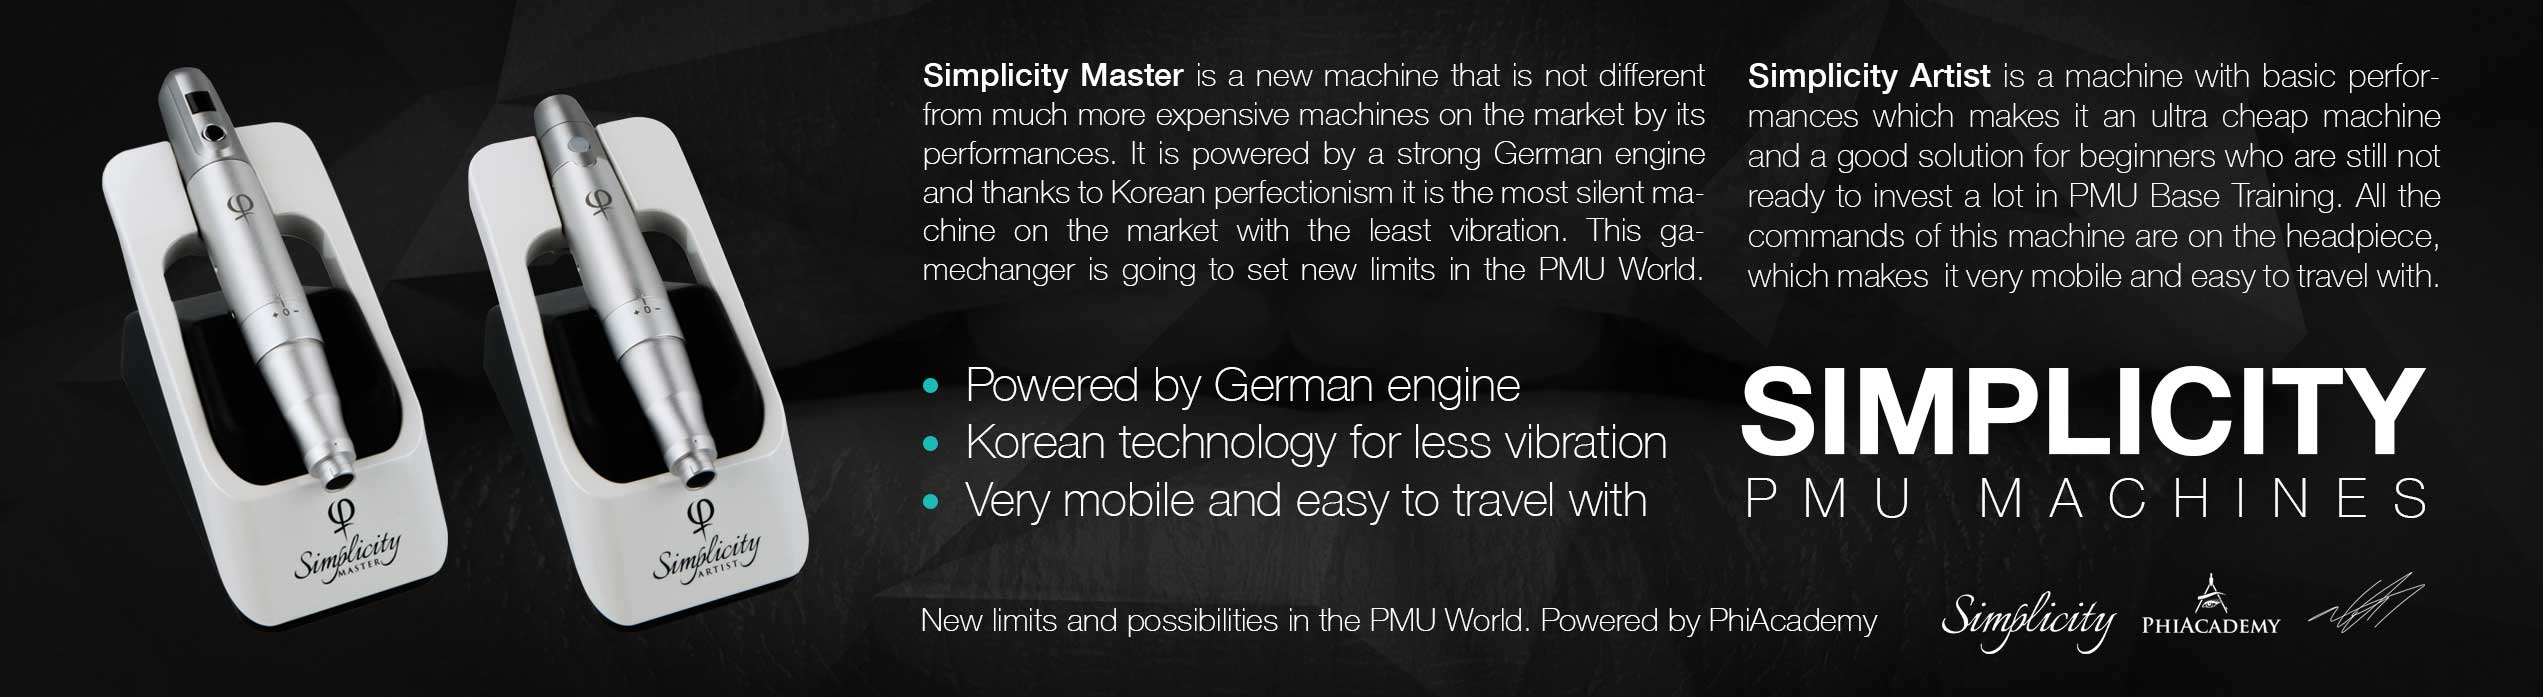 Simplicity Master is a new machine that is not different
from much more expensive machines on the market by its
performances. It is powered by a strong German engine
and thanks to Korean perfectionism it is the most silent ma-
chine on the market with the least vibration. This ga-
mechanger is going to set new limits in the PMU World.
Simplicity Artist is a machine with basic perfor-
mances which makes it an ultra cheap machine
and a good solution for beginners who are still not
ready to invest a lot in PMU Base Training. All the
commands of this machine are on the headpiece,
which makes it very mobile and easy to travel with.
• Powered by German engine
• Korean technology for less vibration
• Very mobile and easy to travel with
SIMPLICITY
PMU MACHINES
φ
+0-
φ
Simplicity
MASTER
φ
+0-
φ
Simplicity
ARTIST
New limits and possibilities in the PMU World. Powered by PhiAcademy
Simplicity
PHIACADEMY